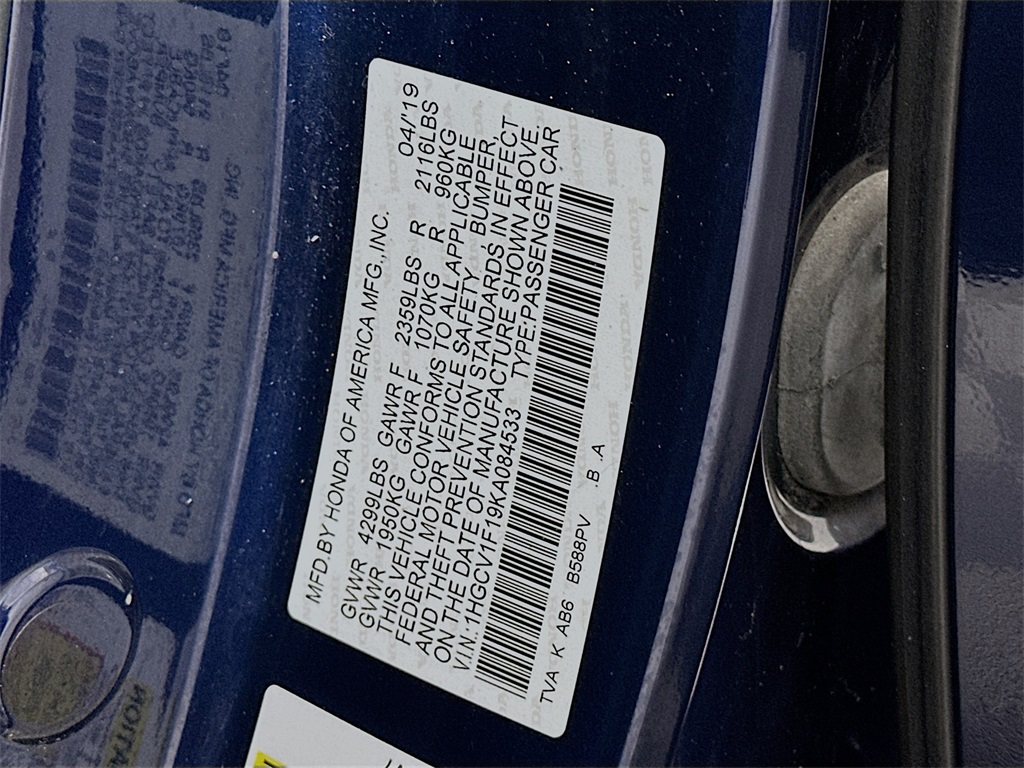 MFD.BY HONDA OF AMERICA MFG.,INC. 04/'19
GVWR 4299LBS GAWR F 2359LBS R 2116LBS
GVWR 1950KG GAWR F 1070KG R 960KG
THIS VEHICLE CONFORMS TO ALL APPLICABLE
FEDERAL MOTOR VEHICLE SAFETY, BUMPER,
AND THEFT PREVENTION STANDARDS IN EFFECT
ON THE DATE OF MANUFACTURE SHOWN ABOVE.
V.I.N.: 1HGCV1F19KA084533 TYPE:PASSENGER CAR
TVA K AB6 B588PV .B .A